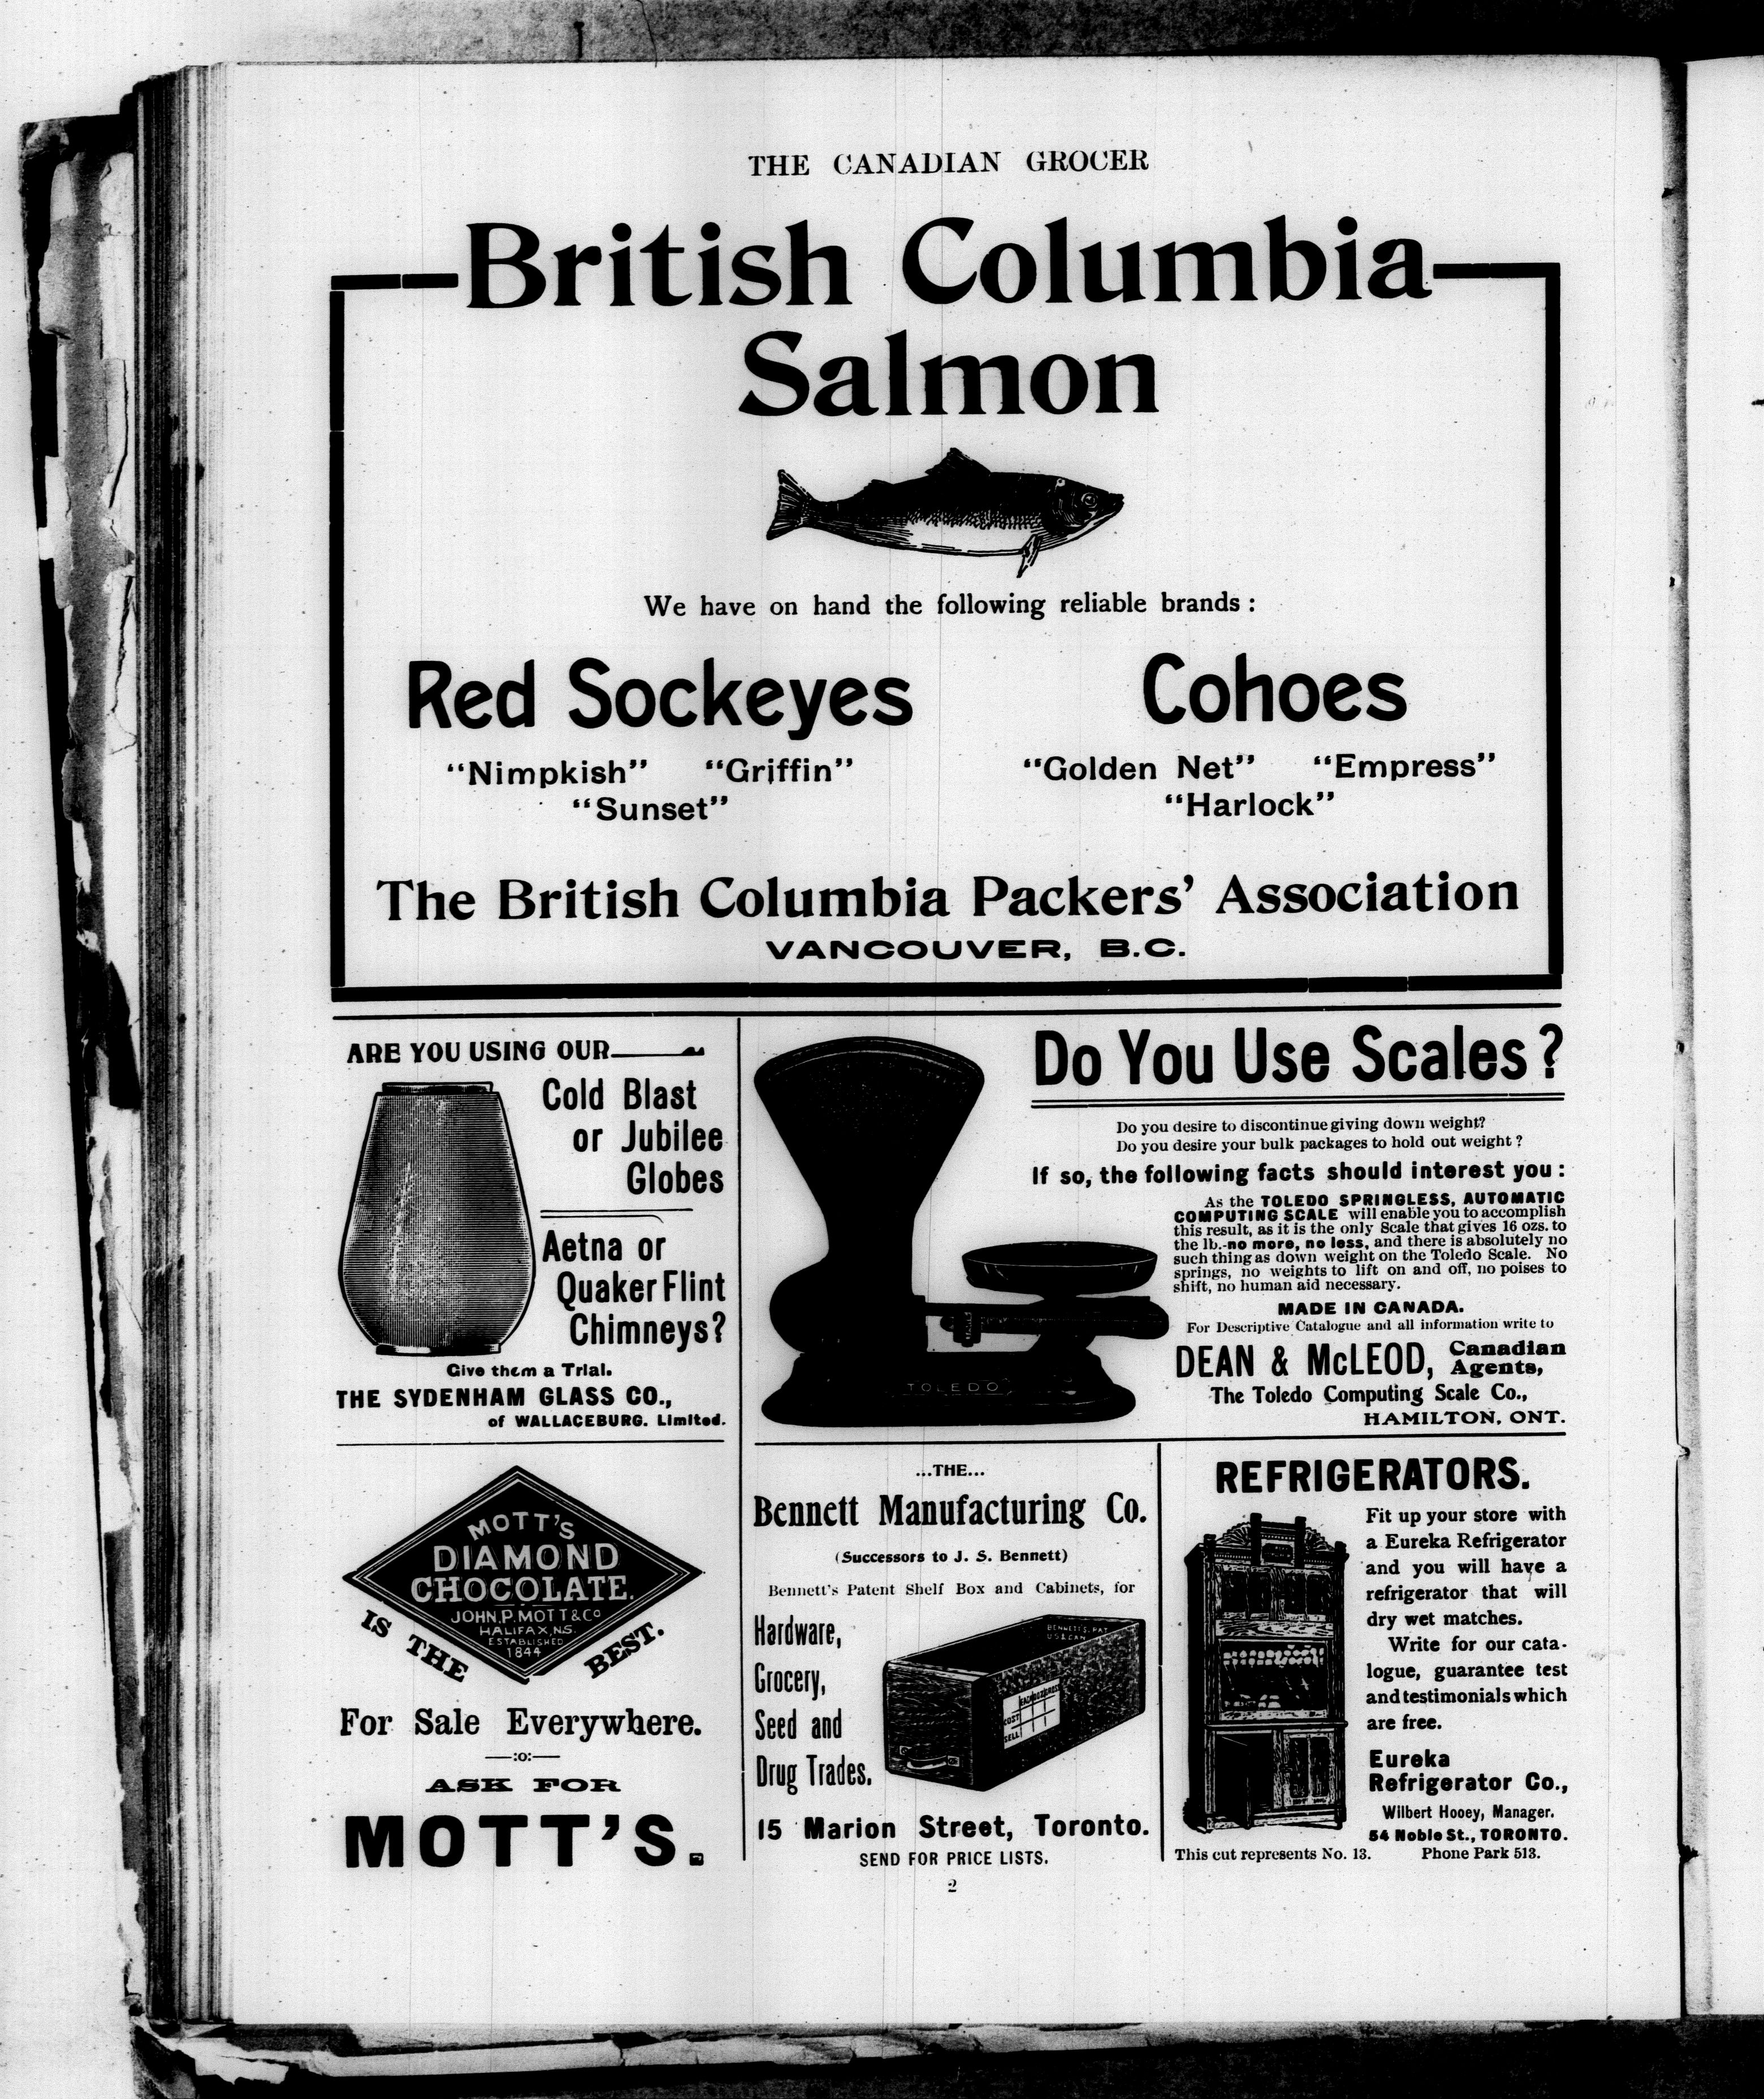 THE CANADIAN GROCER
British Columbia
Salmon
We have on hand the following reliable brands :
Red Sockeyes
"Nimpkish" "Griffin"
"Sunset"
Cohoes
"Golden Net" "Empress"
"Harlock"
The British Columbia Packers' Association
VANCOUVER, B.C.
ARE YOU USING OUR
Cold Blast
or Jubilee
Globes
Aetna or
Quaker Flint
Chimneys?
Give them a Trial.
THE SYDENHAM GLASS CO.,
of WALLACEBURG. Limited.
Do You Use Scales?
Do you desire to discontinue giving down weight?
Do you desire your bulk packages to hold out weight ?
If so, the following facts should interest you :
As the TOLEDO SPRINGLESS, AUTOMATIC
COMPUTING SCALE will enable you to accomplish
this result, as it is the only Scale that gives 16 ozs. to
the lb.-no more, no less, and there is absolutely no
such thing as down weight on the Toledo Scale. No
springs, no weights to lift on and off, no poises to
shift, no human aid necessary.
MADE IN CANADA.
For Descriptive Catalogue and all information write to
DEAN & McLEOD, Canadian
Agents,
The Toledo Computing Scale Co.,
HAMILTON, ONT.
TOLEDO
MOTT'S
DIAMOND
CHOCOLATE.
JOHN.P.MOTT & Co
HALIFAX,N.S.
ESTABLISHED
1844
IS THE BEST.
For Sale Everywhere.
—:o:—
ASK FOR
MOTT'S.
...THE...
Bennett Manufacturing Co.
(Successors to J. S. Bennett)
Bennett's Patent Shelf Box and Cabinets, for
Hardware,
Grocery,
Seed and
Drug Trades.
BENNETT'S. PAT
US & CAN
COST
SELL
15 Marion Street, Toronto.
SEND FOR PRICE LISTS.
REFRIGERATORS.
Fit up your store with
a Eureka Refrigerator
and you will have a
refrigerator that will
dry wet matches.
Write for our cata-
logue, guarantee test
and testimonials which
are free.
Eureka
Refrigerator Co.,
Wilbert Hooey, Manager.
54 Noble St., TORONTO.
This cut represents No. 13. Phone Park 513.
2